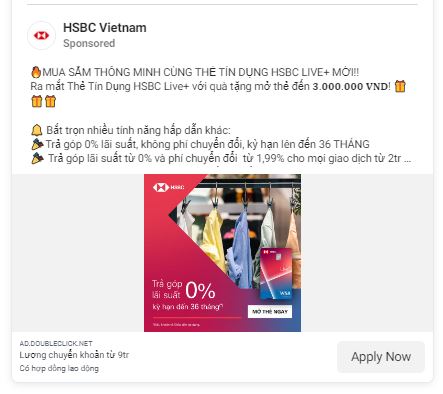 HSBC Vietnam
Sponsored
🔥MUA SẮM THÔNG MINH CÙNG THẺ TÍN DỤNG HSBC LIVE+ MỚI!!
Ra mắt Thẻ Tín Dụng HSBC Live+ với quà tặng mở thẻ đến 3.000.000 VND! 🎁
🎁🎁
🔔 Bắt trọn nhiều tính năng hấp dẫn khác:
🎉Trả góp 0% lãi suất, không phí chuyển đổi, kỳ hạn lên đến 36 THÁNG
🎉 Trả góp lãi suất từ 0% và phí chuyển đổi từ 1,99% cho mọi giao dịch từ 2tr ...
HSBC
Trả góp
lãi suất 0%
kỳ hạn đến 36 tháng
MỞ THẺ NGAY
VISA
AD.DOUBLECLICK.NET
Lương chuyển khoản từ 9tr
Có hợp đồng lao động
Apply Now